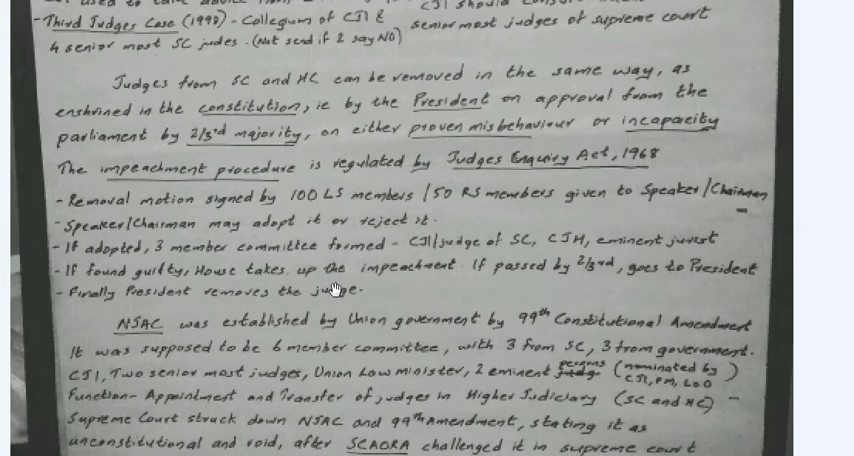 CJI should
-Third Judges Case (1998) - Collegium of CJI & senior most judges of supreme court
4 senior most SC judes. (Not send if 2 say NO)
Judges from SC and HC can be removed in the same way, as
enshrined in the constitution, ie by the President on approval from the
parliament by 2/3rd majority, on either proven misbehaviour or incapacity
The impeachment procedure is regulated by Judges Enquiry Act, 1968
- Removal motion signed by 100 LS members / 50 RS members given to Speaker/Chairman
- Speaker/Chairman may adopt it or reject it.
- If adopted, 3 member committee formed - CJI/judge of SC, CJH, eminent jurist
- If found guilty, House takes up the impeachment. If passed by 2/3rd, goes to President
- Finally President removes the judge.
NJAC was established by Union government by 99th Constitutional Amendment
It was supposed to be 6 member committee, with 3 from SC, 3 from government.
CJI, Two senior most judges, Union Law minister, 2 eminent persons (nominated by CJI, PM, LOO)
Function- Appointment and Transfer of judges in Higher Judiciary (SC and HC) -
Supreme Court struck down NJAC and 99th Amendment, stating it as
unconstitutional and void, after SCAORA challenged it in supreme court